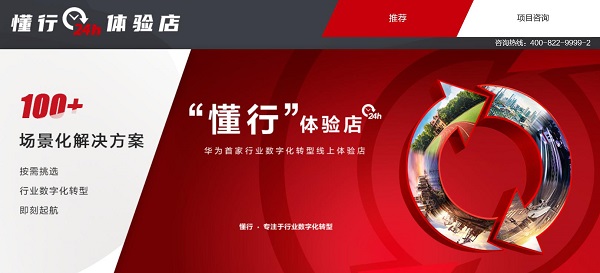 懂行 24h 体验店
推荐
项目咨询
咨询热线：400-822-9999-2
100+
场景化解决方案
按需挑选
行业数字化转型
即刻起航
“懂行”体验店 24h
华为首家行业数字化转型线上体验店
懂行 · 专注于行业数字化转型